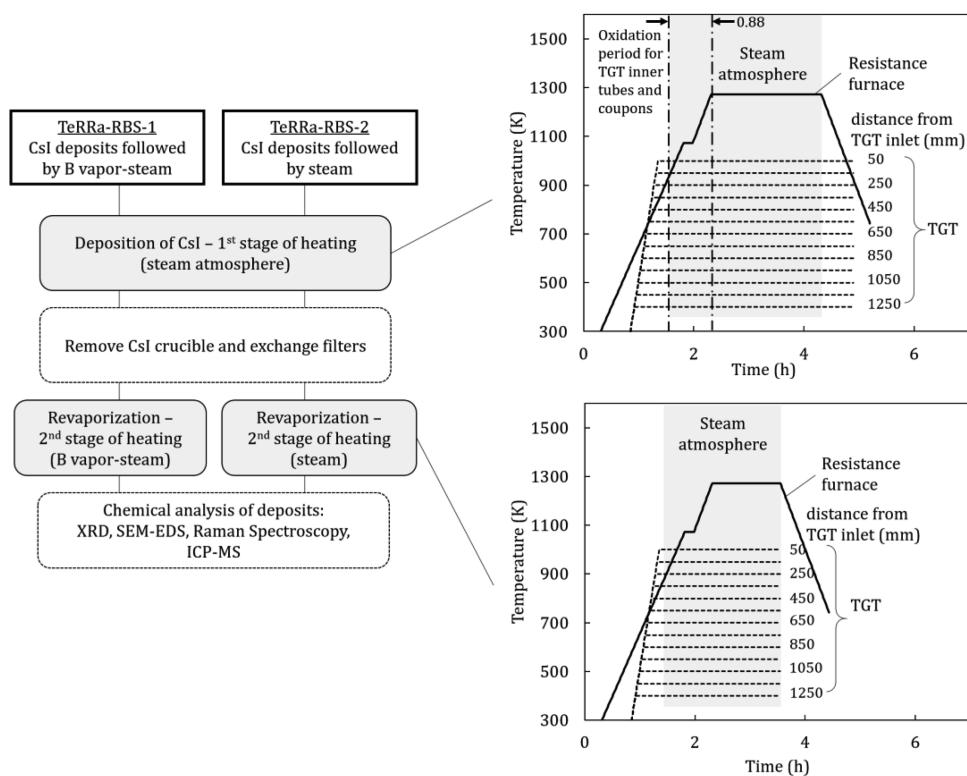 TeRRa-RBS-1
CsI deposits followed
by B vapor-steam
TeRRa-RBS-2
CsI deposits followed
by steam
Deposition of CsI – 1st stage of heating
(steam atmosphere)
Remove CsI crucible and exchange filters
Revaporization –
2nd stage of heating
(B vapor-steam)
Revaporization –
2nd stage of heating
(steam)
Chemical analysis of deposits:
XRD, SEM-EDS, Raman Spectroscopy,
ICP-MS
Temperature (K)
1500
1300
1100
900
700
500
300
0
2
4
6
Time (h)
Oxidation
period for
TGT inner
tubes and
coupons
0.88
Steam
atmosphere
Resistance
furnace
distance from
TGT inlet (mm)
50
250
450
650
850
1050
1250
TGT
Temperature (K)
1500
1300
1100
900
700
500
300
0
2
4
6
Time (h)
Steam
atmosphere
Resistance
furnace
distance from
TGT inlet (mm)
50
250
450
650
850
1050
1250
TGT